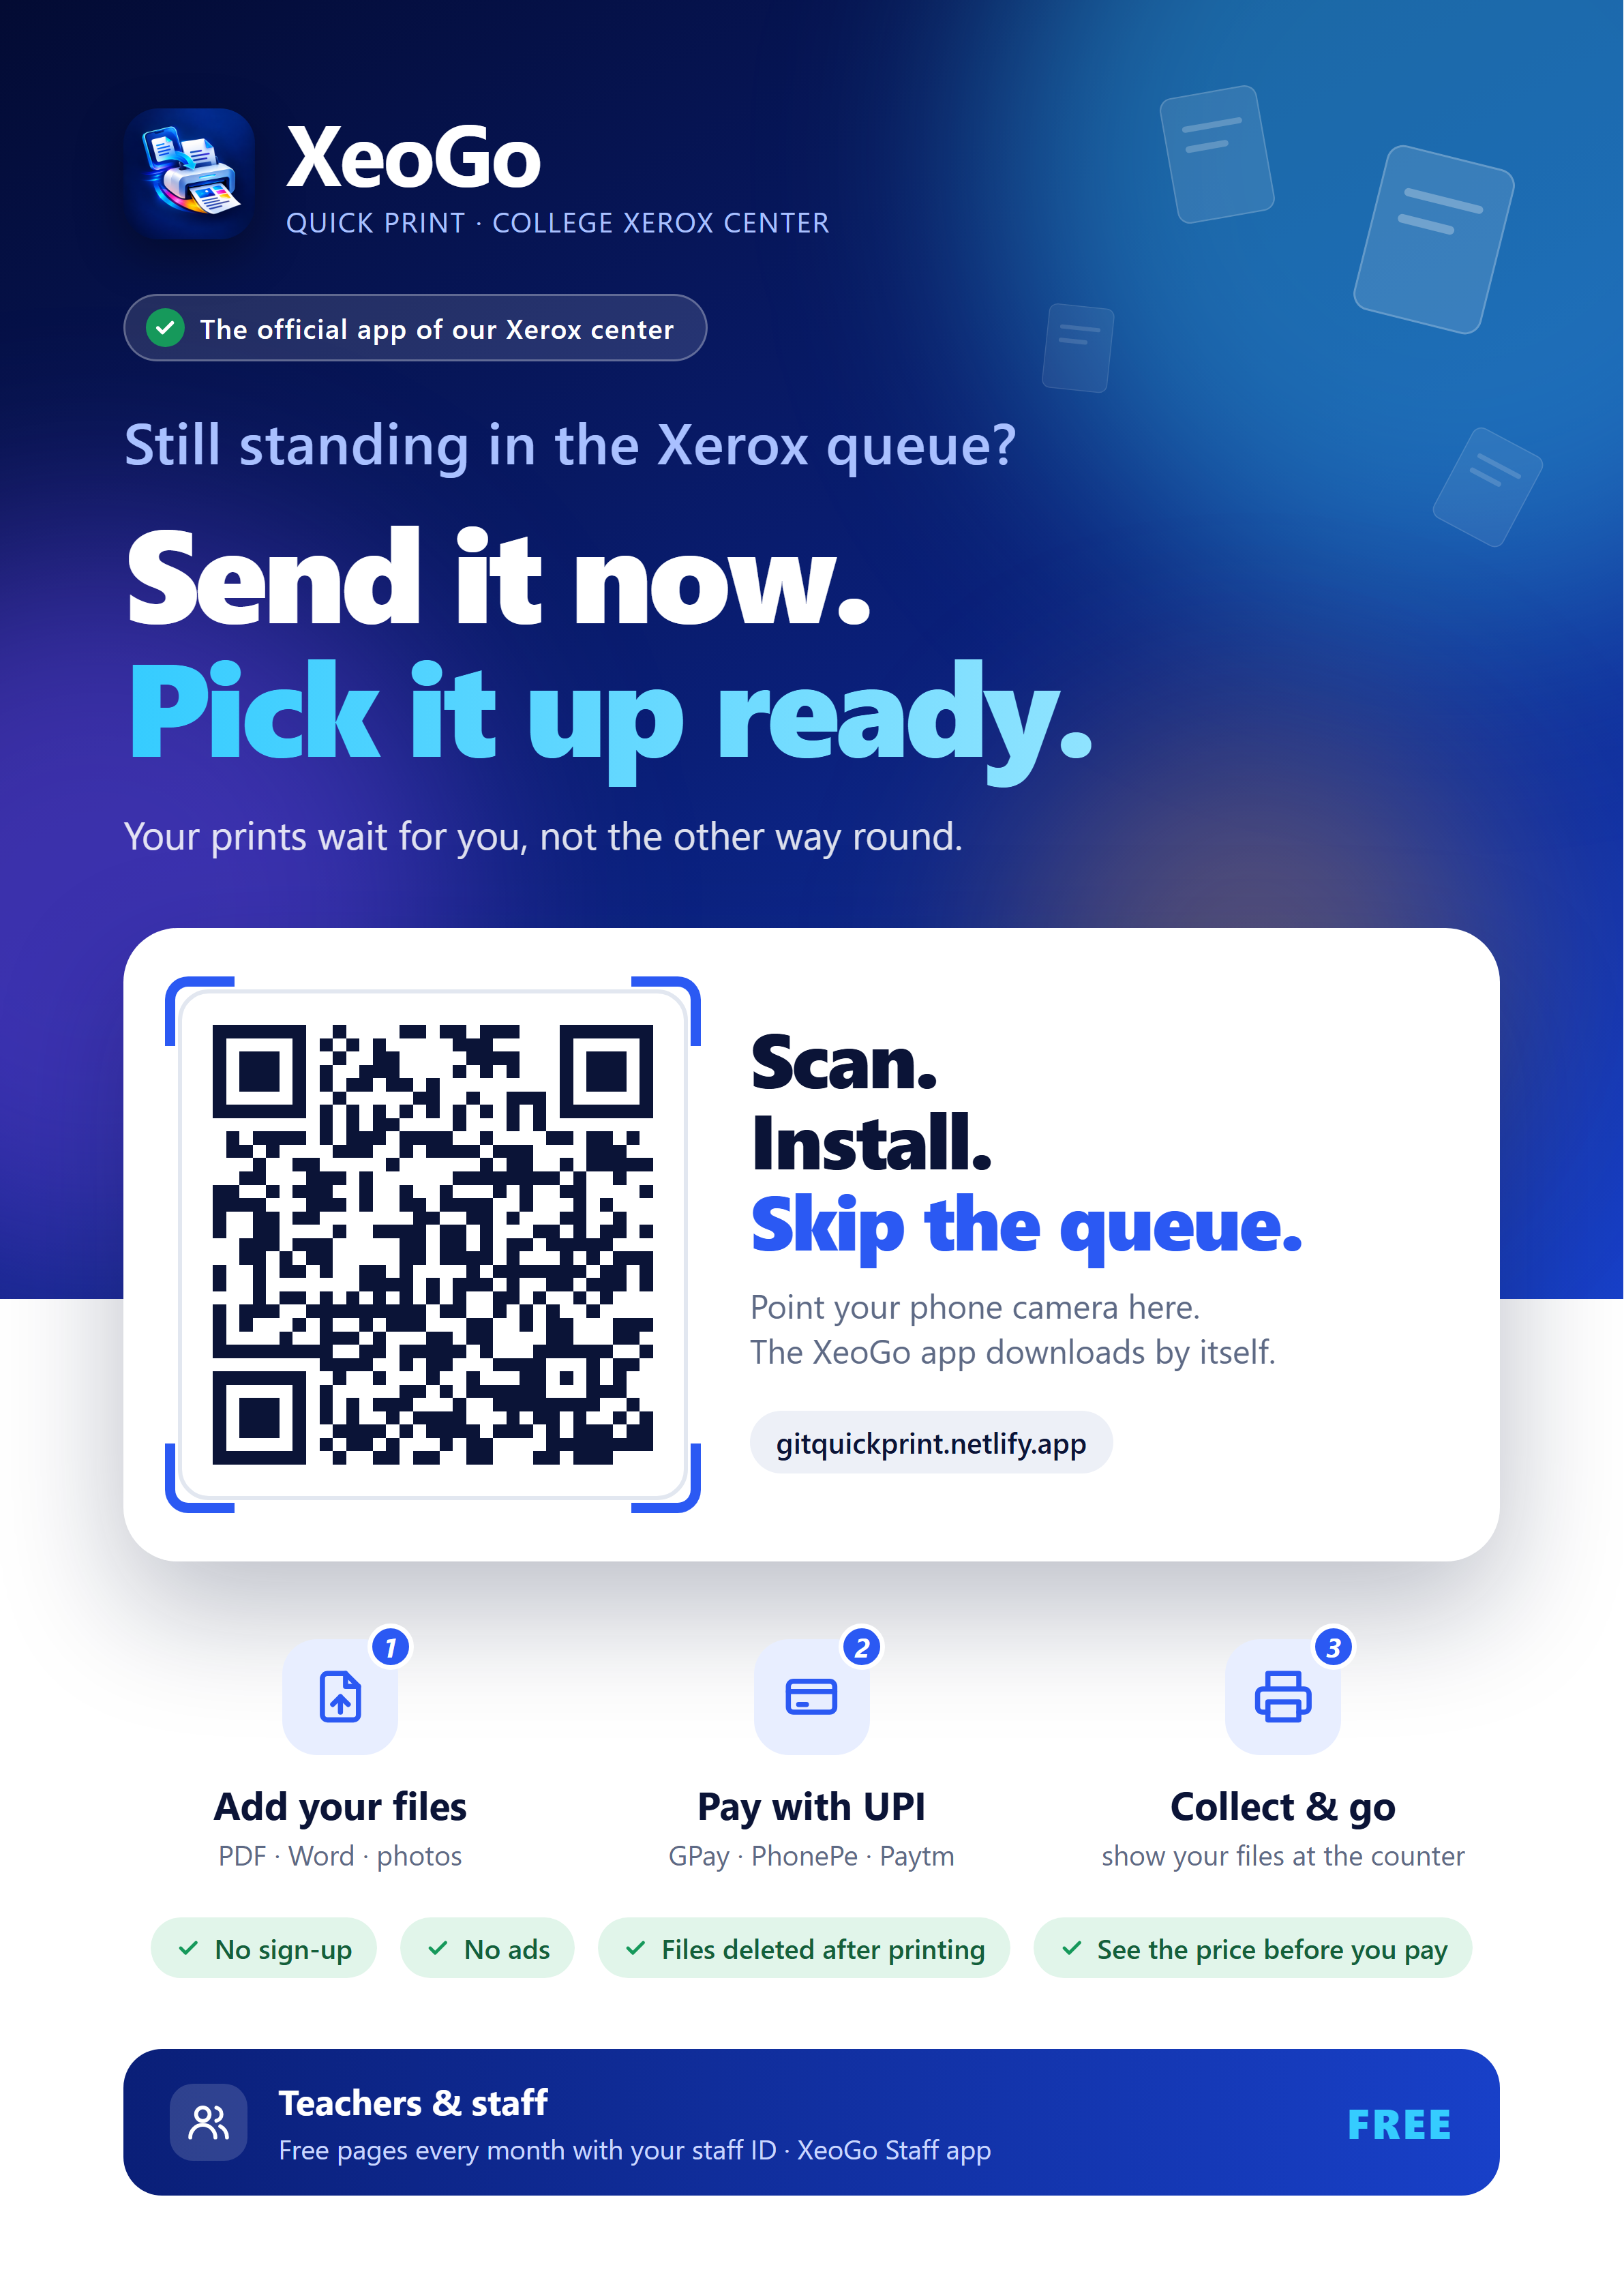 XeoGo
QUICK PRINT · COLLEGE XEROX CENTER
The official app of our Xerox center
Still standing in the Xerox queue?
Send it now.
Pick it up ready.
Your prints wait for you, not the other way round.
Scan.
Install.
Skip the queue.
Point your phone camera here.
The XeoGo app downloads by itself.
gitquickprint.netlify.app
1
2
3
Add your files
PDF · Word · photos
Pay with UPI
GPay · PhonePe · Paytm
Collect & go
show your files at the counter
No sign-up
No ads
Files deleted after printing
See the price before you pay
Teachers & staff
Free pages every month with your staff ID · XeoGo Staff app
FREE